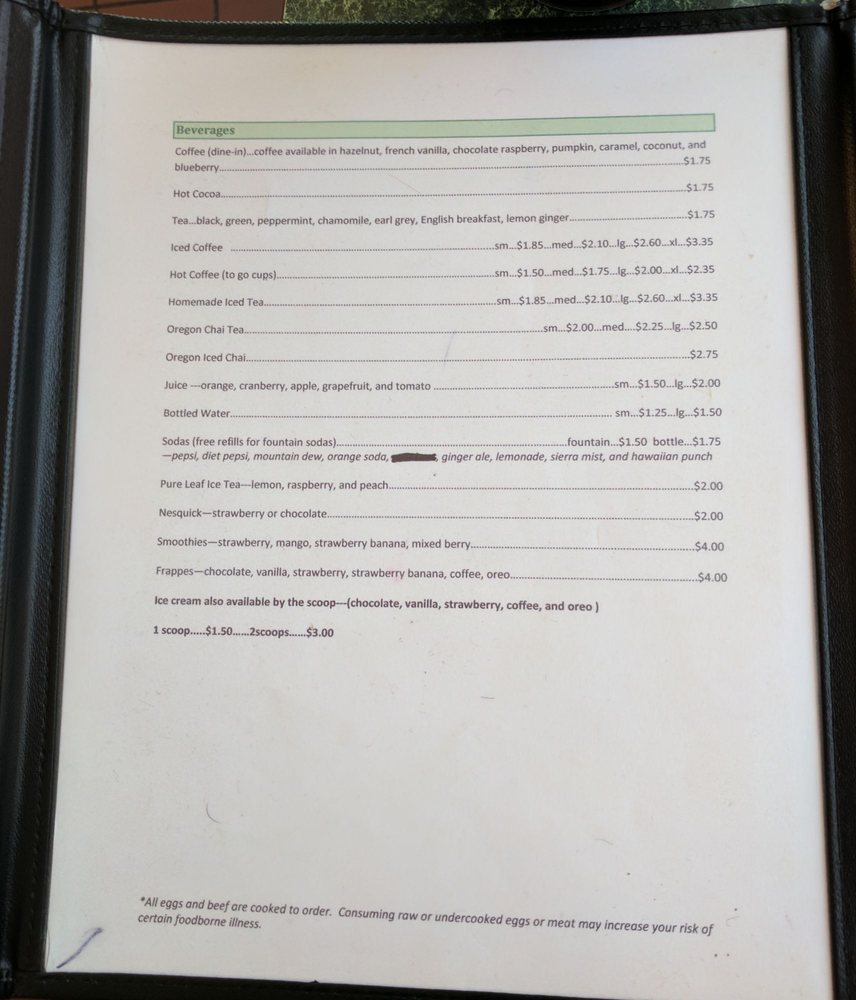 Beverages
Coffee (dine-in)...coffee available in hazelnut, french vanilla, chocolate raspberry, pumpkin, caramel, coconut, and
blueberry...$1.75
Hot Cocoa...$1.75
Tea...black, green, peppermint, chamomile, earl grey, English breakfast, lemon ginger...$1.75
Iced Coffee ...sm...$1.85...med...$2.10...lg...$2.60...xl...$3.35
Hot Coffee (to go cups)...sm...$1.50...med...$1.75...lg...$2.00...xl...$2.35
Homemade Iced Tea...sm...$1.85...med...$2.10...lg...$2.60...xl...$3.35
Oregon Chai Tea...sm...$2.00...med....$2.25...lg...$2.50
Oregon Iced Chai...$2.75
Juice ---orange, cranberry, apple, grapefruit, and tomato ...sm...$1.50...lg...$2.00
Bottled Water... sm...$1.25...lg...$1.50
Sodas (free refills for fountain sodas)...fountain...$1.50 bottle...$1.75
—pepsi, diet pepsi, mountain dew, orange soda, , ginger ale, lemonade, sierra mist, and hawaiian punch
Pure Leaf Ice Tea---lemon, raspberry, and peach...$2.00
Nesquick—strawberry or chocolate...$2.00
Smoothies—strawberry, mango, strawberry banana, mixed berry...$4.00
Frappes—chocolate, vanilla, strawberry, strawberry banana, coffee, oreo...$4.00
Ice cream also available by the scoop---(chocolate, vanilla, strawberry, coffee, and oreo )
1 scoop.....$1.50......2scoops......$3.00
*All eggs and beef are cooked to order. Consuming raw or undercooked eggs or meat may increase your risk of
certain foodborne illness.